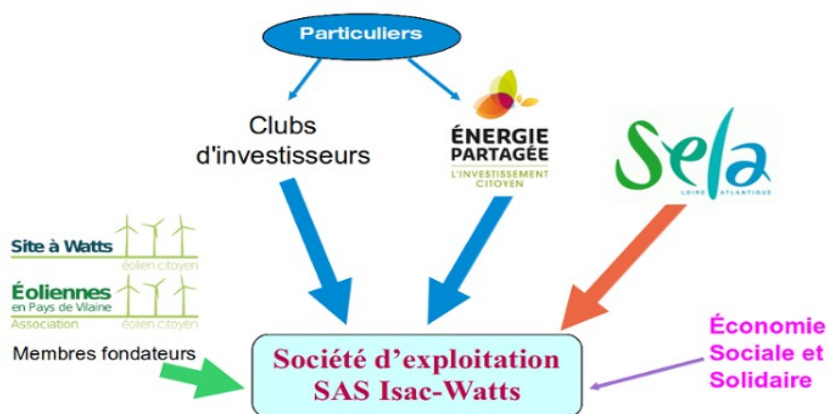 Particuliers
Clubs
d'investisseurs
ÉNERGIE
PARTAGÉE
L'INVESTISSEMENT
CITOYEN
Sela
LOIRE ATLANTIQUE
Site à Watts
éolien citoyen
Éoliennes
en Pays de Vilaine
Association éolien citoyen
Membres fondateurs
Société d'exploitation
SAS Isac-Watts
Économie
Sociale et
Solidaire